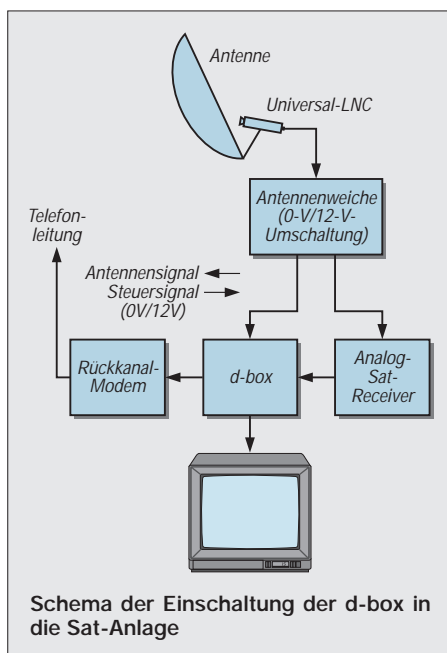 Antenne
Universal-LNC
Antennenweiche
(0-V/12-V-
Umschaltung)
Telefon-
leitung
Antennensignal
Steuersignal
(0V/12V)
Rückkanal-
Modem
d-box
Analog-
Sat-
Receiver
Schema der Einschaltung der d-box in
die Sat-Anlage